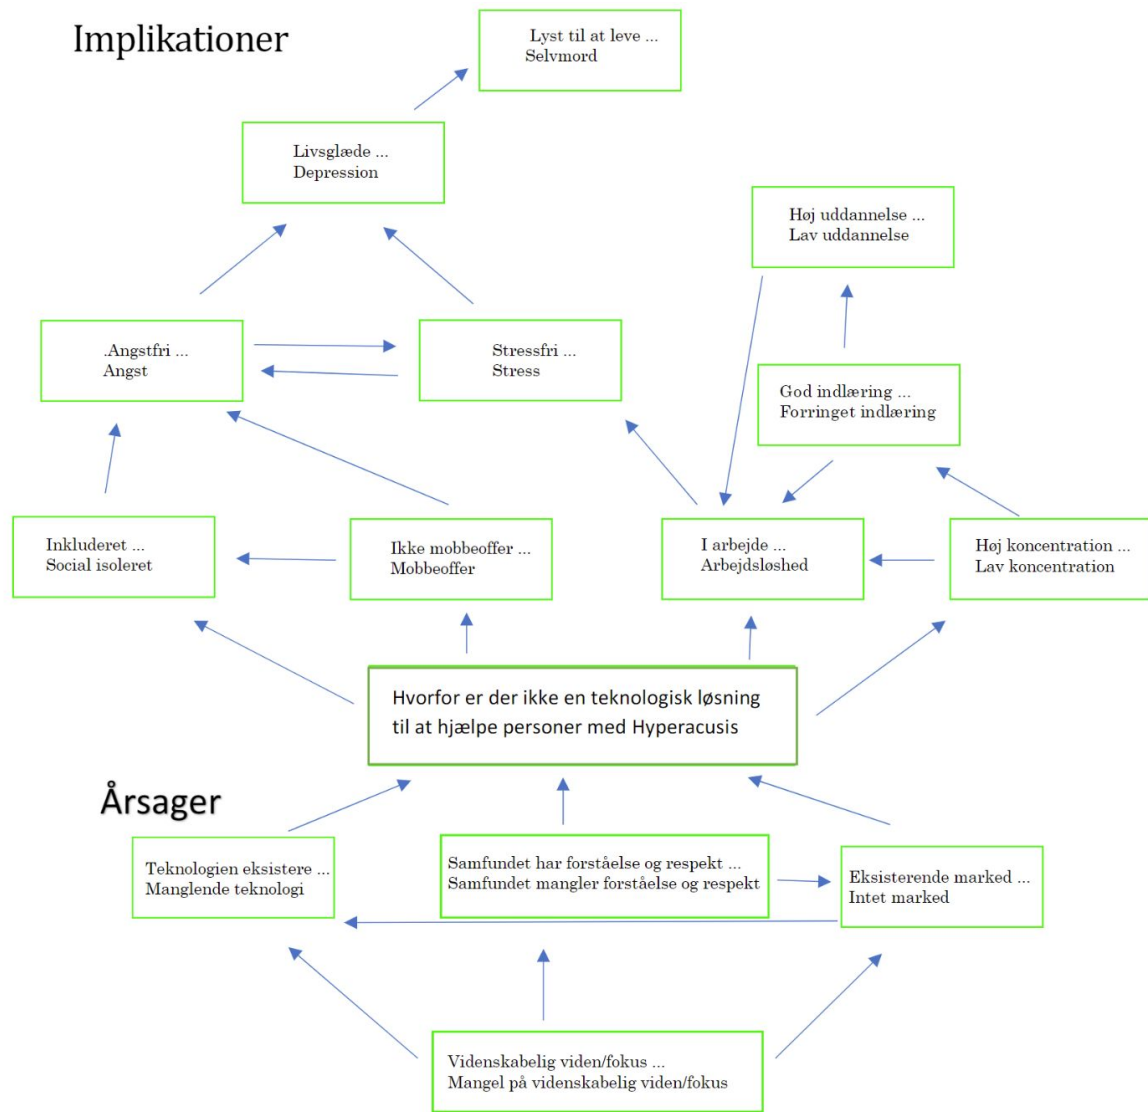 Implikationer
Lyst til at leve ...
Selvmord
Livsglæde ...
Depression
Høj uddannelse ...
Lav uddannelse
.Angstfri ...
Angst
Stressfri ...
Stress
God indlæring ...
Forringet indlæring
Inkluderet ...
Social isoleret
Ikke mobbeoffer ...
Mobbeoffer
I arbejde ...
Arbejdsløshed
Høj koncentration ...
Lav koncentration
Hvorfor er der ikke en teknologisk løsning
til at hjælpe personer med Hyperacusis
Årsager
Teknologien eksistere ...
Manglende teknologi
Samfundet har forståelse og respekt ...
Samfundet mangler forståelse og respekt
Eksisterende marked ...
Intet marked
Videnskabelig viden/fokus ...
Mangel på videnskabelig viden/fokus